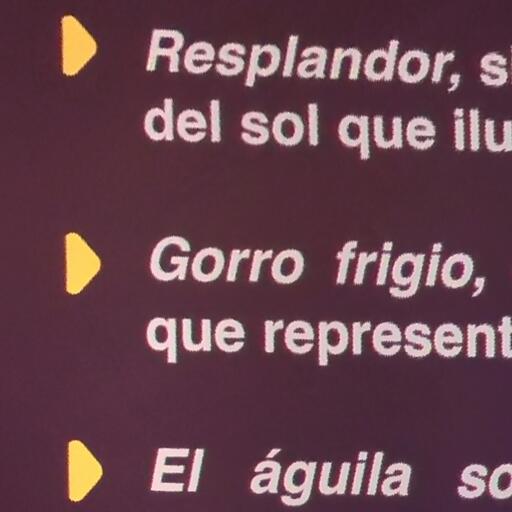 Resplandor,
del sol que
Gorro frigio,
que
El águila